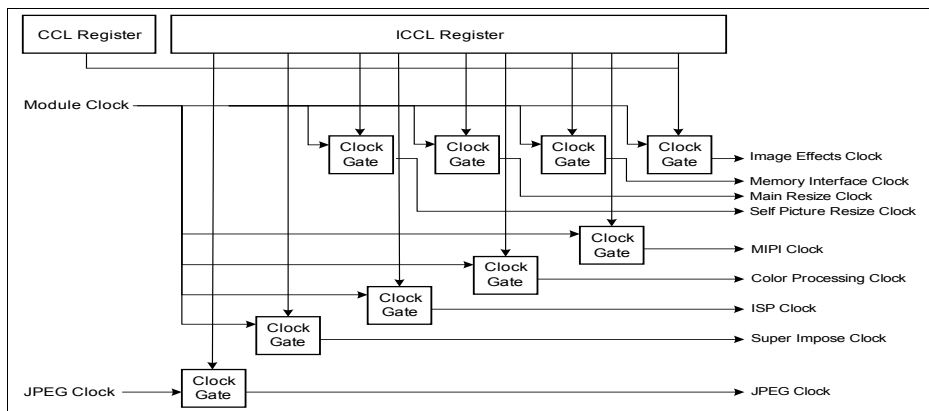 CCL Register
ICCL Register
Module Clock
Clock
Gate
Clock
Gate
Clock
Gate
Clock
Gate
Image Effects Clock
Memory Interface Clock
Main Resize Clock
Self Picture Resize Clock
Clock
Gate
MIPI Clock
Clock
Gate
Color Processing Clock
Clock
Gate
ISP Clock
Clock
Gate
Super Impose Clock
JPEG Clock
Clock
Gate
JPEG Clock